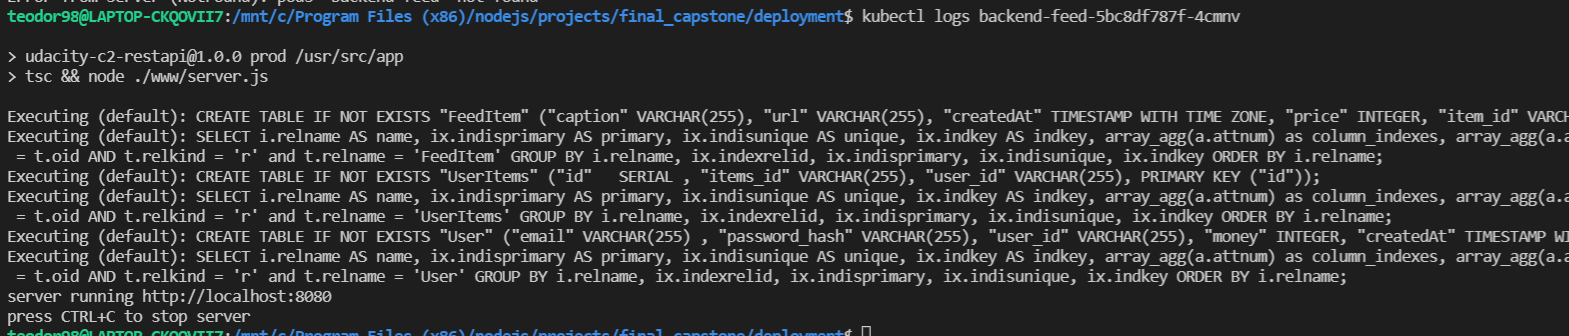 teodor98@LAPTOP-CKQOVII7:/mnt/c/Program Files (x86)/nodejs/projects/final_capstone/deployment$ kubectl logs backend-feed-5bc8df787f-4cmnv
> udacity-c2-restapi@1.0.0 prod /usr/src/app
> tsc && node ./www/server.js
Executing (default): CREATE TABLE IF NOT EXISTS "FeedItem" ("caption" VARCHAR(255), "url" VARCHAR(255), "createdAt" TIMESTAMP WITH TIME ZONE, "price" INTEGER, "item_id" VARCH
Executing (default): SELECT i.relname AS name, ix.indisprimary AS primary, ix.indisunique AS unique, ix.indkey AS indkey, array_agg(a.attnum) as column_indexes, array_agg(a.a
= t.oid AND t.relkind = 'r' and t.relname = 'FeedItem' GROUP BY i.relname, ix.indexrelid, ix.indisprimary, ix.indisunique, ix.indkey ORDER BY i.relname;
Executing (default): CREATE TABLE IF NOT EXISTS "UserItems" ("id"   SERIAL , "items_id" VARCHAR(255), "user_id" VARCHAR(255), PRIMARY KEY ("id"));
Executing (default): SELECT i.relname AS name, ix.indisprimary AS primary, ix.indisunique AS unique, ix.indkey AS indkey, array_agg(a.attnum) as column_indexes, array_agg(a.a
= t.oid AND t.relkind = 'r' and t.relname = 'UserItems' GROUP BY i.relname, ix.indexrelid, ix.indisprimary, ix.indisunique, ix.indkey ORDER BY i.relname;
Executing (default): CREATE TABLE IF NOT EXISTS "User" ("email" VARCHAR(255) , "password_hash" VARCHAR(255), "user_id" VARCHAR(255), "money" INTEGER, "createdAt" TIMESTAMP WI
Executing (default): SELECT i.relname AS name, ix.indisprimary AS primary, ix.indisunique AS unique, ix.indkey AS indkey, array_agg(a.attnum) as column_indexes, array_agg(a.a
= t.oid AND t.relkind = 'r' and t.relname = 'User' GROUP BY i.relname, ix.indexrelid, ix.indisprimary, ix.indisunique, ix.indkey ORDER BY i.relname;
server running http://localhost:8080
press CTRL+C to stop server
teodor98@LAPTOP-CKQOVII7:/mnt/c/Program Files (x86)/nodejs/projects/final_capstone/deployment$